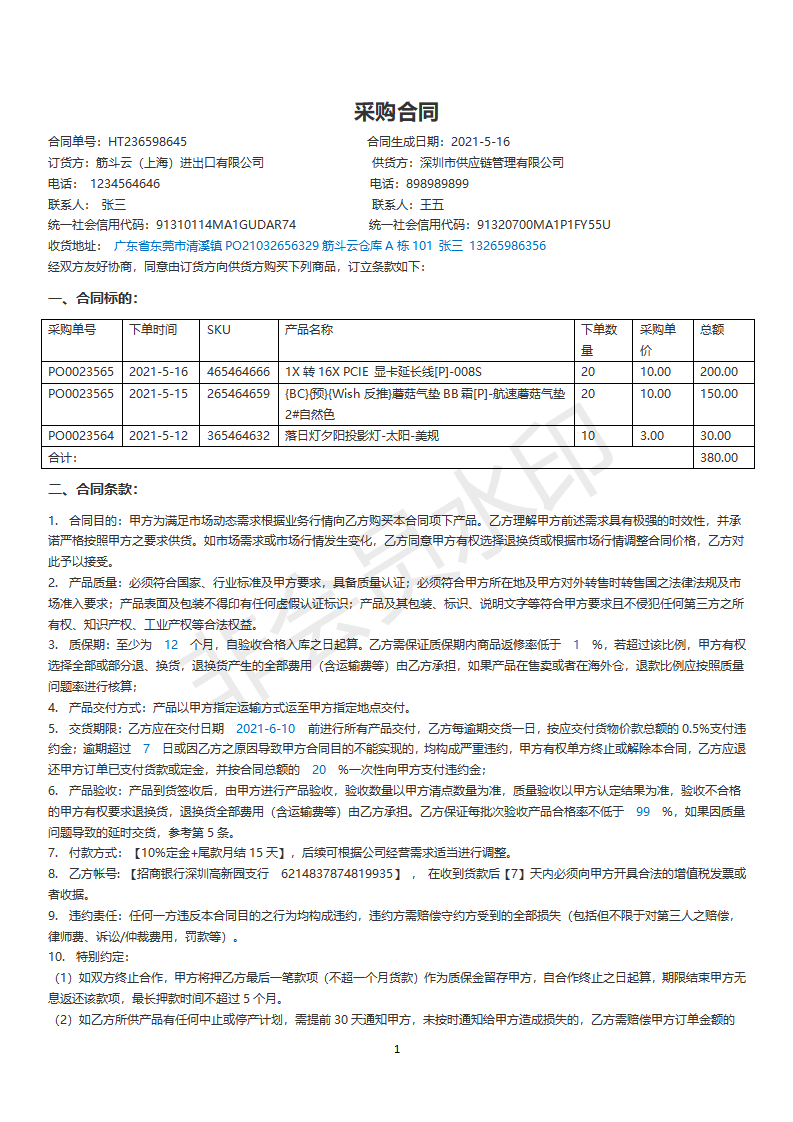 采购合同
合同单号：HT236598645 合同生成日期：2021-5-16
订货方：筋斗云（上海）进出口有限公司 供货方：深圳市供应链管理有限公司
电话： 1234564646 电话：898989899
联系人： 张三 联系人：王五
统一社会信用代码：91310114MA1GUDAR74 统一社会信用代码：91320700MA1P1FY55U
收货地址： 广东省东莞市清溪镇 PO21032656329 筋斗云仓库 A 栋 101 张三 13265986356
经双方友好协商，同意由订货方向供货方购买下列商品，订立条款如下：
一、合同标的：
采购单号 下单时间 SKU 产品名称 下单数量 采购单价 总额
PO0023565 2021-5-16 465464666 1X 转 16X PCIE 显卡延长线[P]-008S 20 10.00 200.00
PO0023565 2021-5-15 265464659 {BC}{预}{Wish 反推}蘑菇气垫 BB 霜[P]-航速蘑菇气垫 20 10.00 150.00
2#自然色
PO0023564 2021-5-12 365464632 落日灯夕阳投影灯-太阳-美规 10 3.00 30.00
合计： 380.00
二、合同条款：
1. 合同目的：甲方为满足市场动态需求根据业务行情向乙方购买本合同项下产品。乙方理解甲方前述需求具有极强的时效性，并承
诺严格按照甲方之要求供货。如市场需求或市场行情发生变化，乙方同意甲方有权选择退换货或根据市场行情调整合同价格，乙方对
此予以接受。
2. 产品质量：必须符合国家、行业标准及甲方要求，具备质量认证；必须符合甲方所在地及甲方对外转售时转售国之法律法规及市
场准入要求；产品表面及包装不得印有任何虚假认证标识；产品及其包装、标识、说明文字等符合甲方要求且不侵犯任何第三方之所
有权、知识产权、工业产权等合法权益。
3. 质保期：至少为 12 个月，自验收合格入库之日起算。乙方需保证质保期内商品返修率低于 1 %，若超过该比例，甲方有权
选择全部或部分退、换货，退换货产生的全部费用（含运输费等）由乙方承担，如果产品在售卖或者在海外仓，退款比例应按照质量
问题率进行核算；
4. 产品交付方式：产品以甲方指定运输方式运至甲方指定地点交付。
5. 交货期限：乙方应在交付日期 2021-6-10 前进行所有产品交付，乙方每逾期交货一日，按应交付货物价款总额的 0.5%支付违
约金；逾期超过 7 日或因乙方之原因导致甲方合同目的不能实现的，均构成严重违约，甲方有权单方终止或解除本合同，乙方应退
还甲方订单已支付货款或定金，并按合同总额的 20 %一次性向甲方支付违约金；
6. 产品验收：产品到货签收后，由甲方进行产品验收，验收数量以甲方清点数量为准，质量验收以甲方认定结果为准，验收不合格
的甲方有权要求退换货，退换货全部费用（含运输费等）由乙方承担。乙方保证每批次验收产品合格率不低于 99 %，如果因质量
问题导致的延时交货，参考第 5 条。
7. 付款方式：【10%定金+尾款月结 15 天】，后续可根据公司经营需求适当进行调整。
8. 乙方帐号：【招商银行深圳高新园支行 6214837874819935】 ， 在收到货款后【7】天内必须向甲方开具合法的增值税发票或
者收据。
9. 违约责任：任何一方违反本合同目的之行为均构成违约，违约方需赔偿守约方受到的全部损失（包括但不限于对第三人之赔偿，
律师费、诉讼/仲裁费用，罚款等）。
10. 特别约定：
（1）如双方终止合作，甲方将押乙方最后一笔款项（不超一个月货款）作为质保金留存甲方，自合作终止之日起算，期限结束甲方无
息返还该款项，最长押款时间不超过 5 个月。
（2）如乙方所供产品有任何中止或停产计划，需提前 30 天通知甲方，未按时通知给甲方造成损失的，乙方需赔偿甲方订单金额的
1
非会员水印